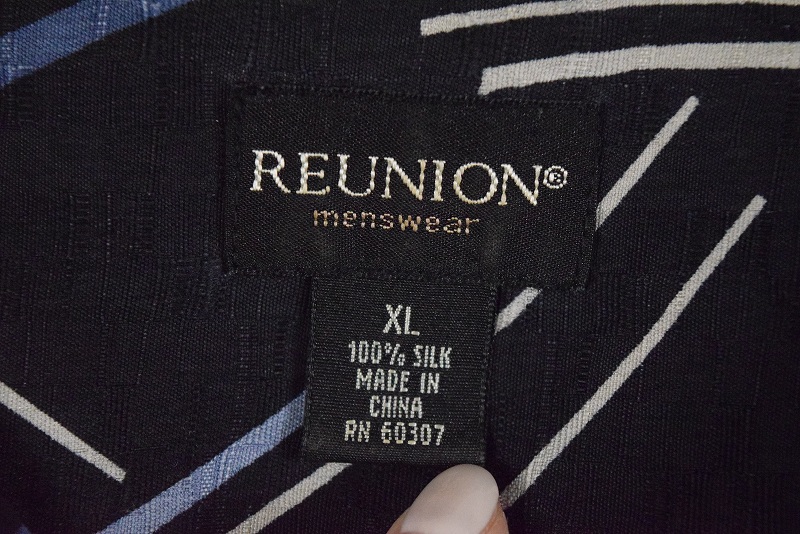 REUNION®
menswear
XL
100% SILK
MADE IN
CHINA
RN 60307